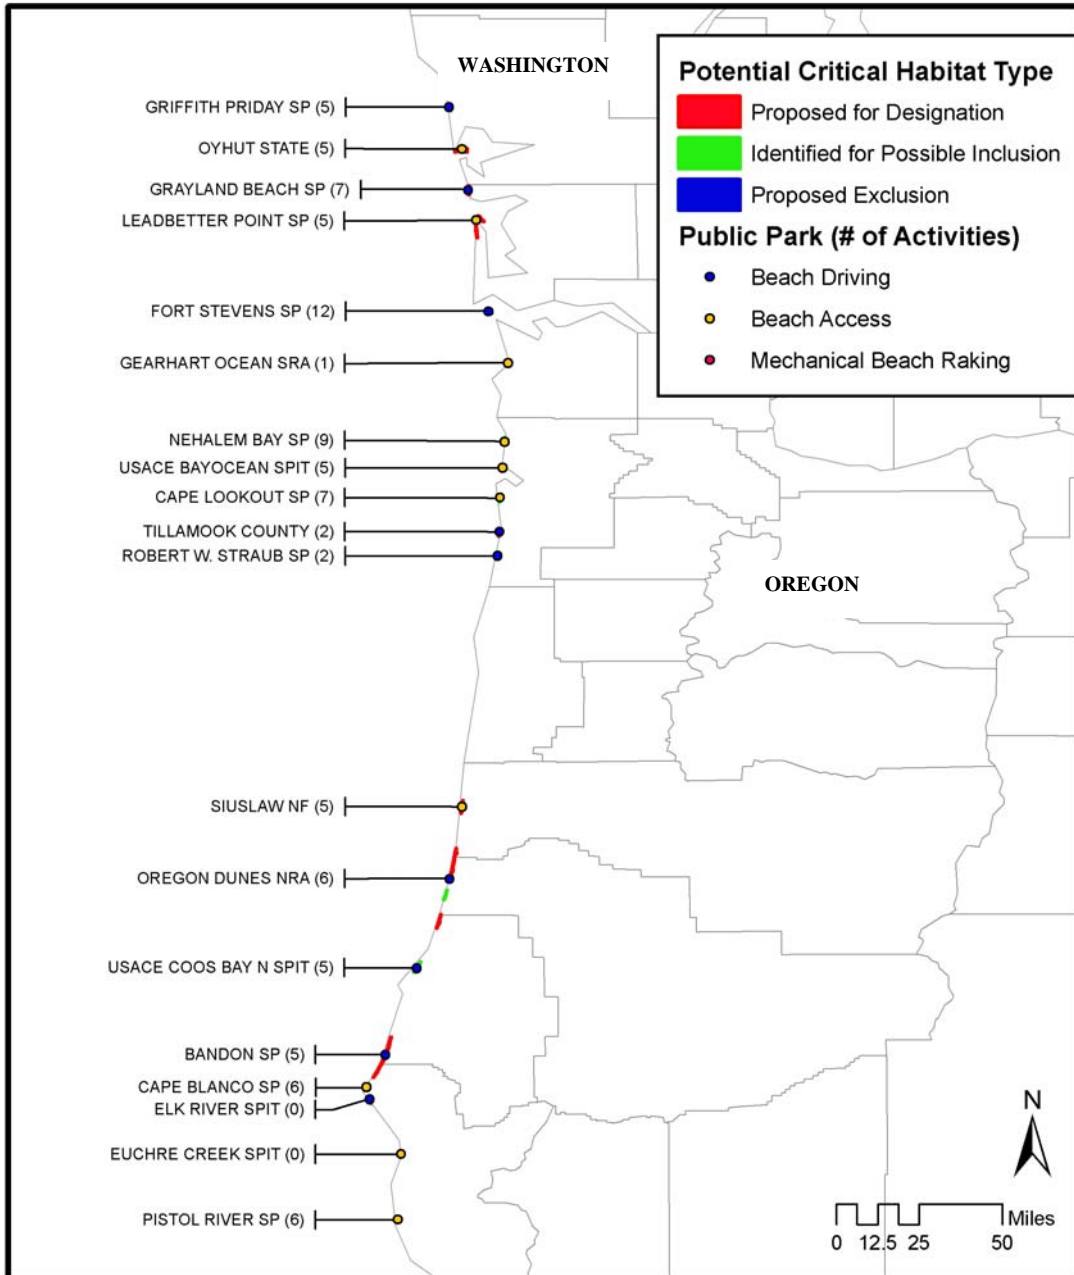 WASHINGTON
Potential Critical Habitat Type
Proposed for Designation
Identified for Possible Inclusion
Proposed Exclusion
Public Park (# of Activities)
Beach Driving
Beach Access
Mechanical Beach Raking
GRIFFITH PRIDAY SP (5)
OYHUT STATE (5)
GRAYLAND BEACH SP (7)
LEADBETTER POINT SP (5)
FORT STEVENS SP (12)
GEARHART OCEAN SRA (1)
NEHALEM BAY SP (9)
USACE BAYOCEAN SPIT (5)
CAPE LOOKOUT SP (7)
TILLAMOOK COUNTY (2)
ROBERT W. STRAUB SP (2)
OREGON
SIUSLAW NF (5)
OREGON DUNES NRA (6)
USACE COOS BAY N SPIT (5)
BANDON SP (5)
CAPE BLANCO SP (6)
ELK RIVER SPIT (0)
EUCHRE CREEK SPIT (0)
PISTOL RIVER SP (6)
N
Miles
0 12.5 25 50